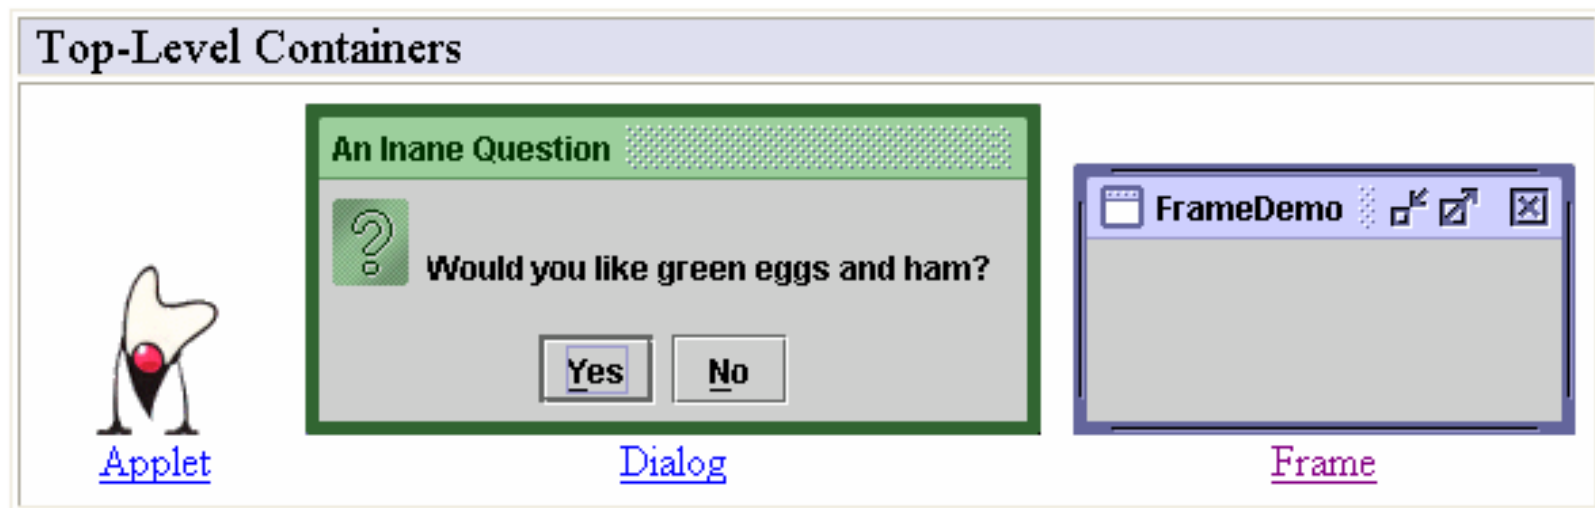 Top-Level Containers
An Inane Question
Would you like green eggs and ham?
Yes No
FrameDemo
Applet Dialog Frame